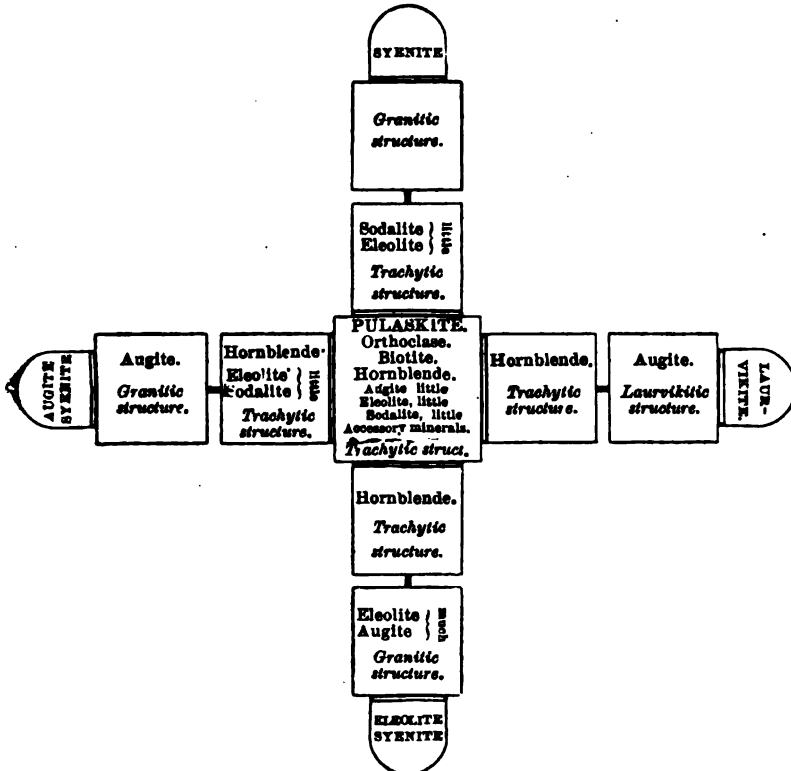 SYENITE
Granitic
structure.
Sodalite } little
Eleolite
Trachytic
structure.
AUGITE
SYENITE
Augite.
Granitic
structure.
Hornblende.
Eleolite } little
Sodalite
Trachytic
structure.
PULASKITE.
Orthoclase.
Biotite.
Hornblende.
Augite little
Eleolite, little
Sodalite, little
Accessory minerals.
Trachytic struct.
Hornblende.
Trachytic
structure.
Augite.
Laurvikitic
structure.
LAUR-
VIKITE.
Hornblende.
Trachytic
structure.
Eleolite } much
Augite
Granitic
structure.
ELEOLITE
SYENITE